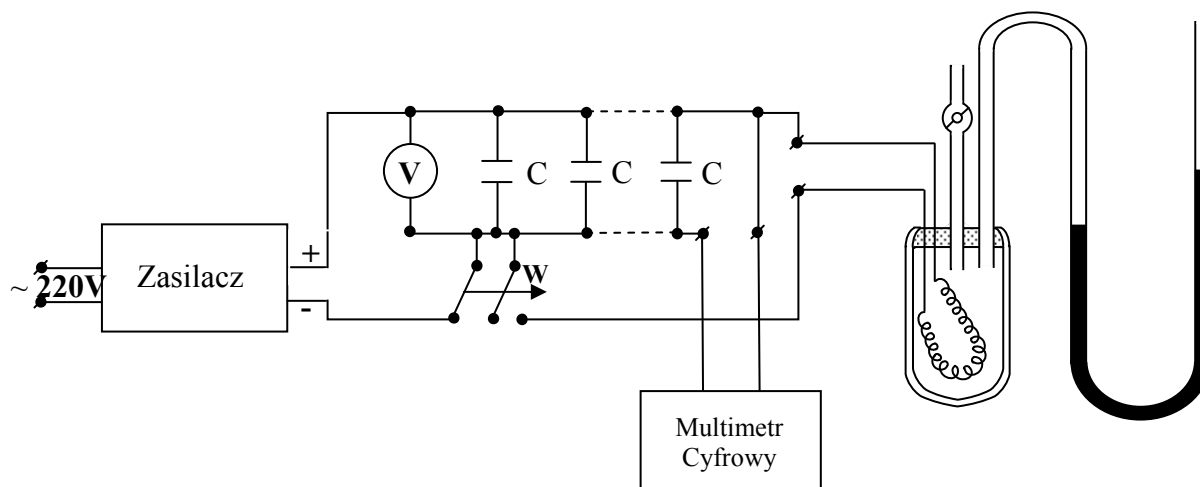 V
C
C
C
+
Zasilacz
~ 220V
W
-
Multimetr
Cyfrowy